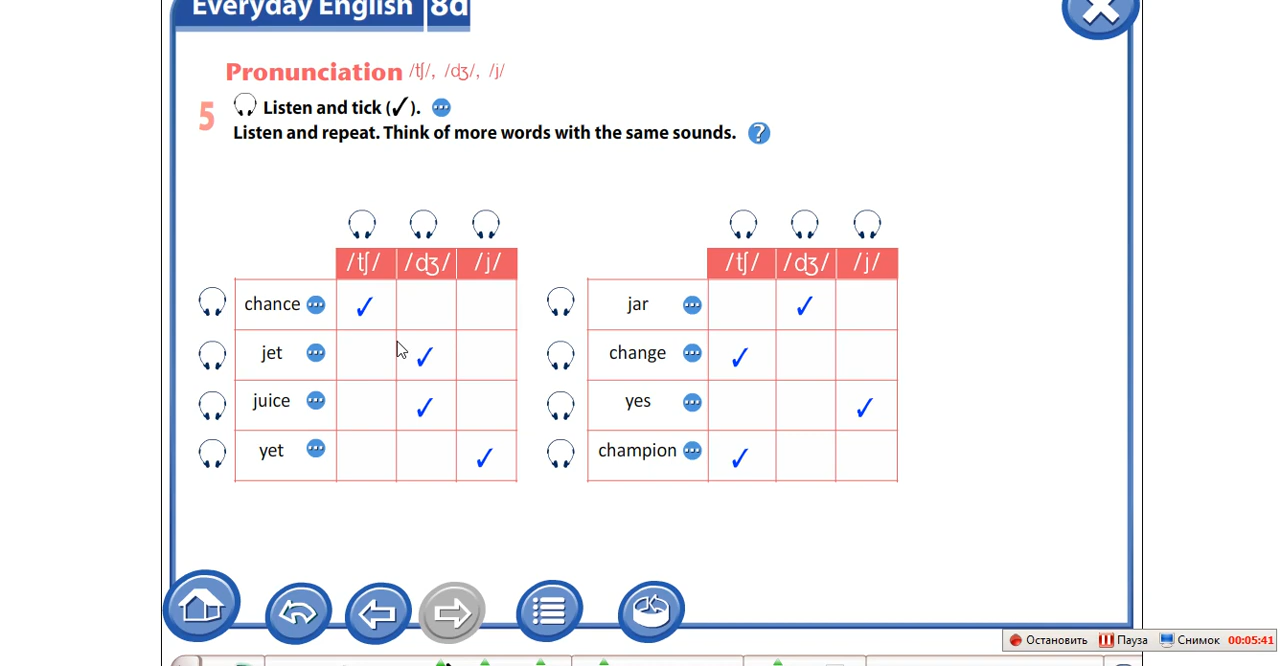 Everyday English 8d
Pronunciation /tʃ/, /dʒ/, /j/
5 Listen and tick (✓).
Listen and repeat. Think of more words with the same sounds.
/tʃ/ /dʒ/ /j/
chance ✓
jet ✓
juice ✓
yet ✓
/tʃ/ /dʒ/ /j/
jar ✓
change ✓
yes ✓
champion ✓
Остановить Пауза Снимок 00:05:41